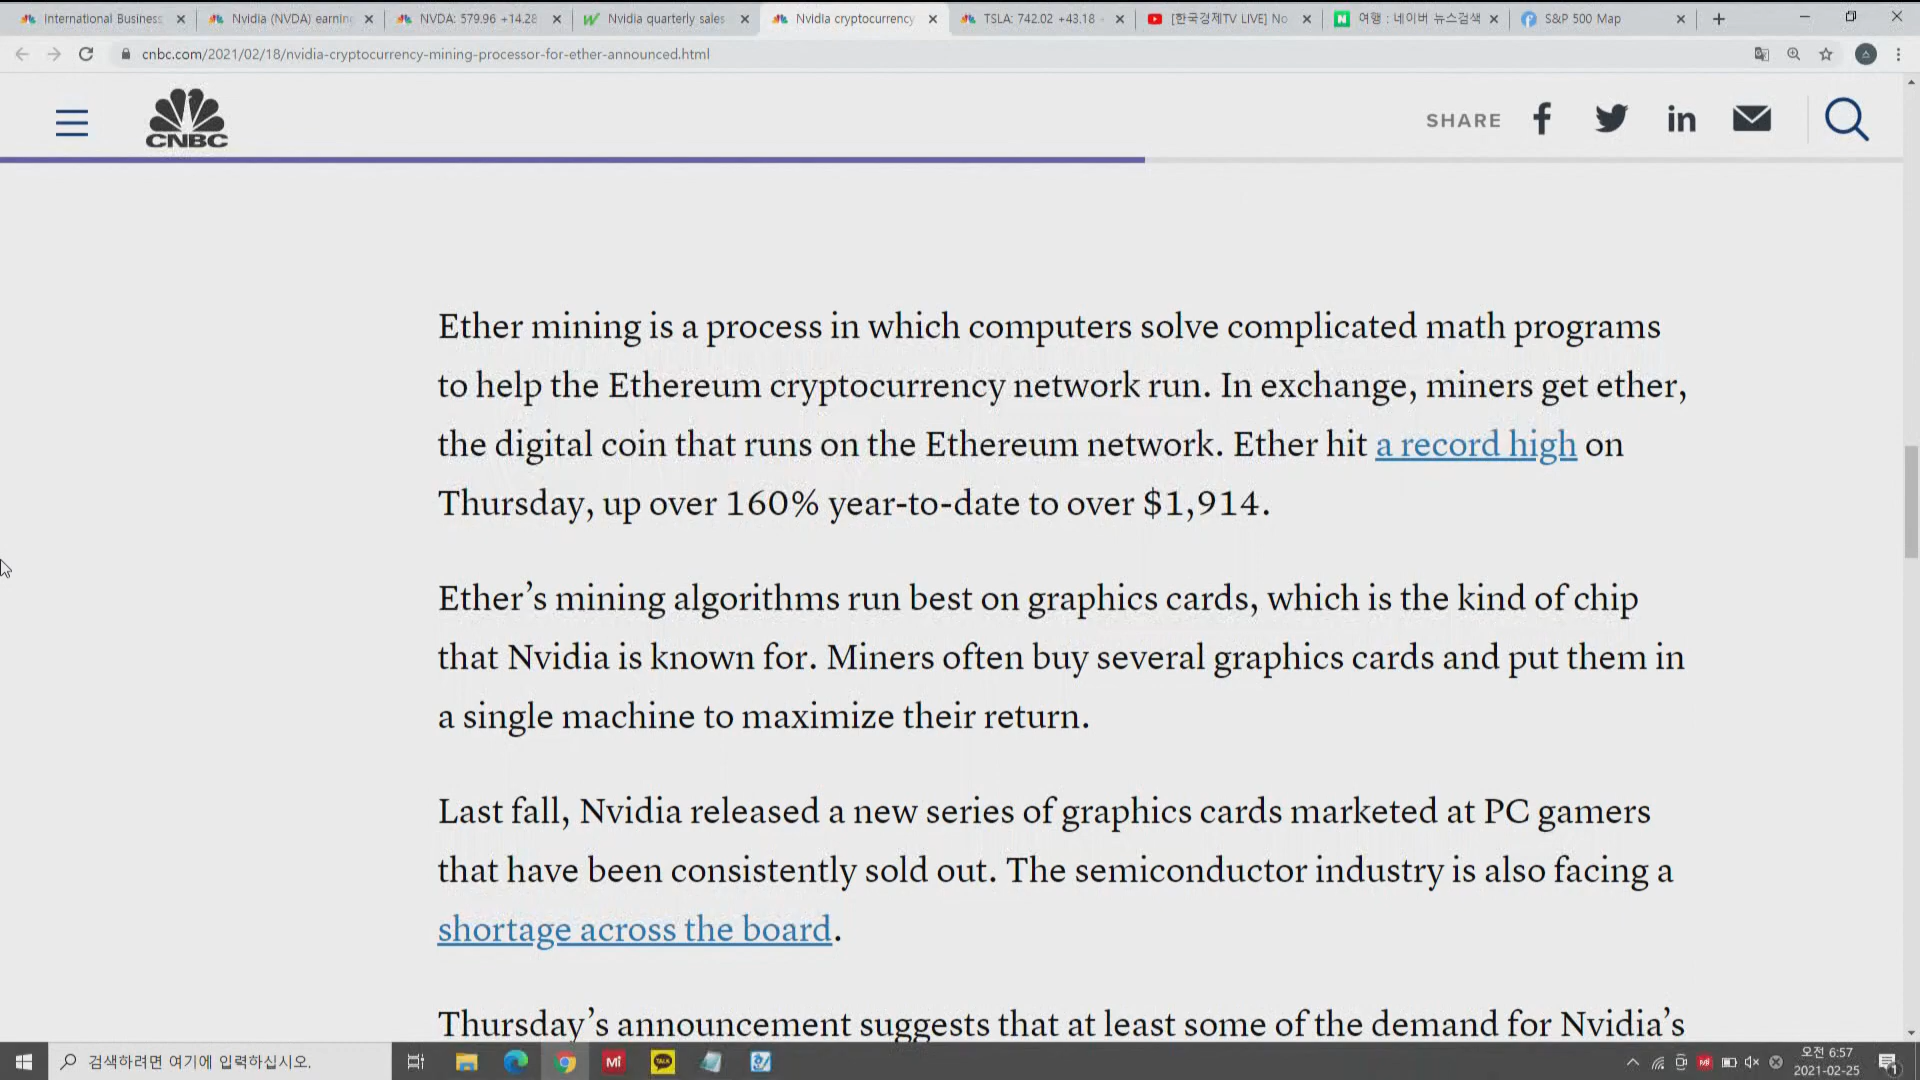 International Business
Nvidia (NVDA) earnin
NVDA: 579.96 +14.28
Nvidia quarterly sales
Nvidia cryptocurrency
TSLA: 742.02 +43.18
[한국경제TV LIVE] No
여행 : 네이버 뉴스검색
S&P 500 Map
cnbc.com/2021/02/18/nvidia-cryptocurrency-mining-processor-for-ether-announced.html
CNBC
SHARE
Ether mining is a process in which computers solve complicated math programs
to help the Ethereum cryptocurrency network run. In exchange, miners get ether,
the digital coin that runs on the Ethereum network. Ether hit a record high on
Thursday, up over 160% year-to-date to over $1,914.
Ether’s mining algorithms run best on graphics cards, which is the kind of chip
that Nvidia is known for. Miners often buy several graphics cards and put them in
a single machine to maximize their return.
Last fall, Nvidia released a new series of graphics cards marketed at PC gamers
that have been consistently sold out. The semiconductor industry is also facing a
shortage across the board.
Thursday’s announcement suggests that at least some of the demand for Nvidia’s
검색하려면 여기에 입력하십시오.
오전 6:57
2021-02-25